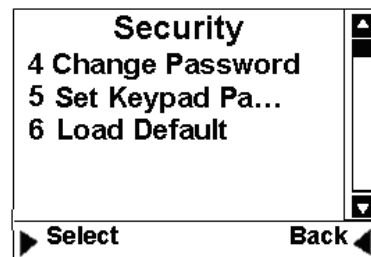 Security
4 Change Password
5 Set Keypad Pa...
6 Load Default
Select Back